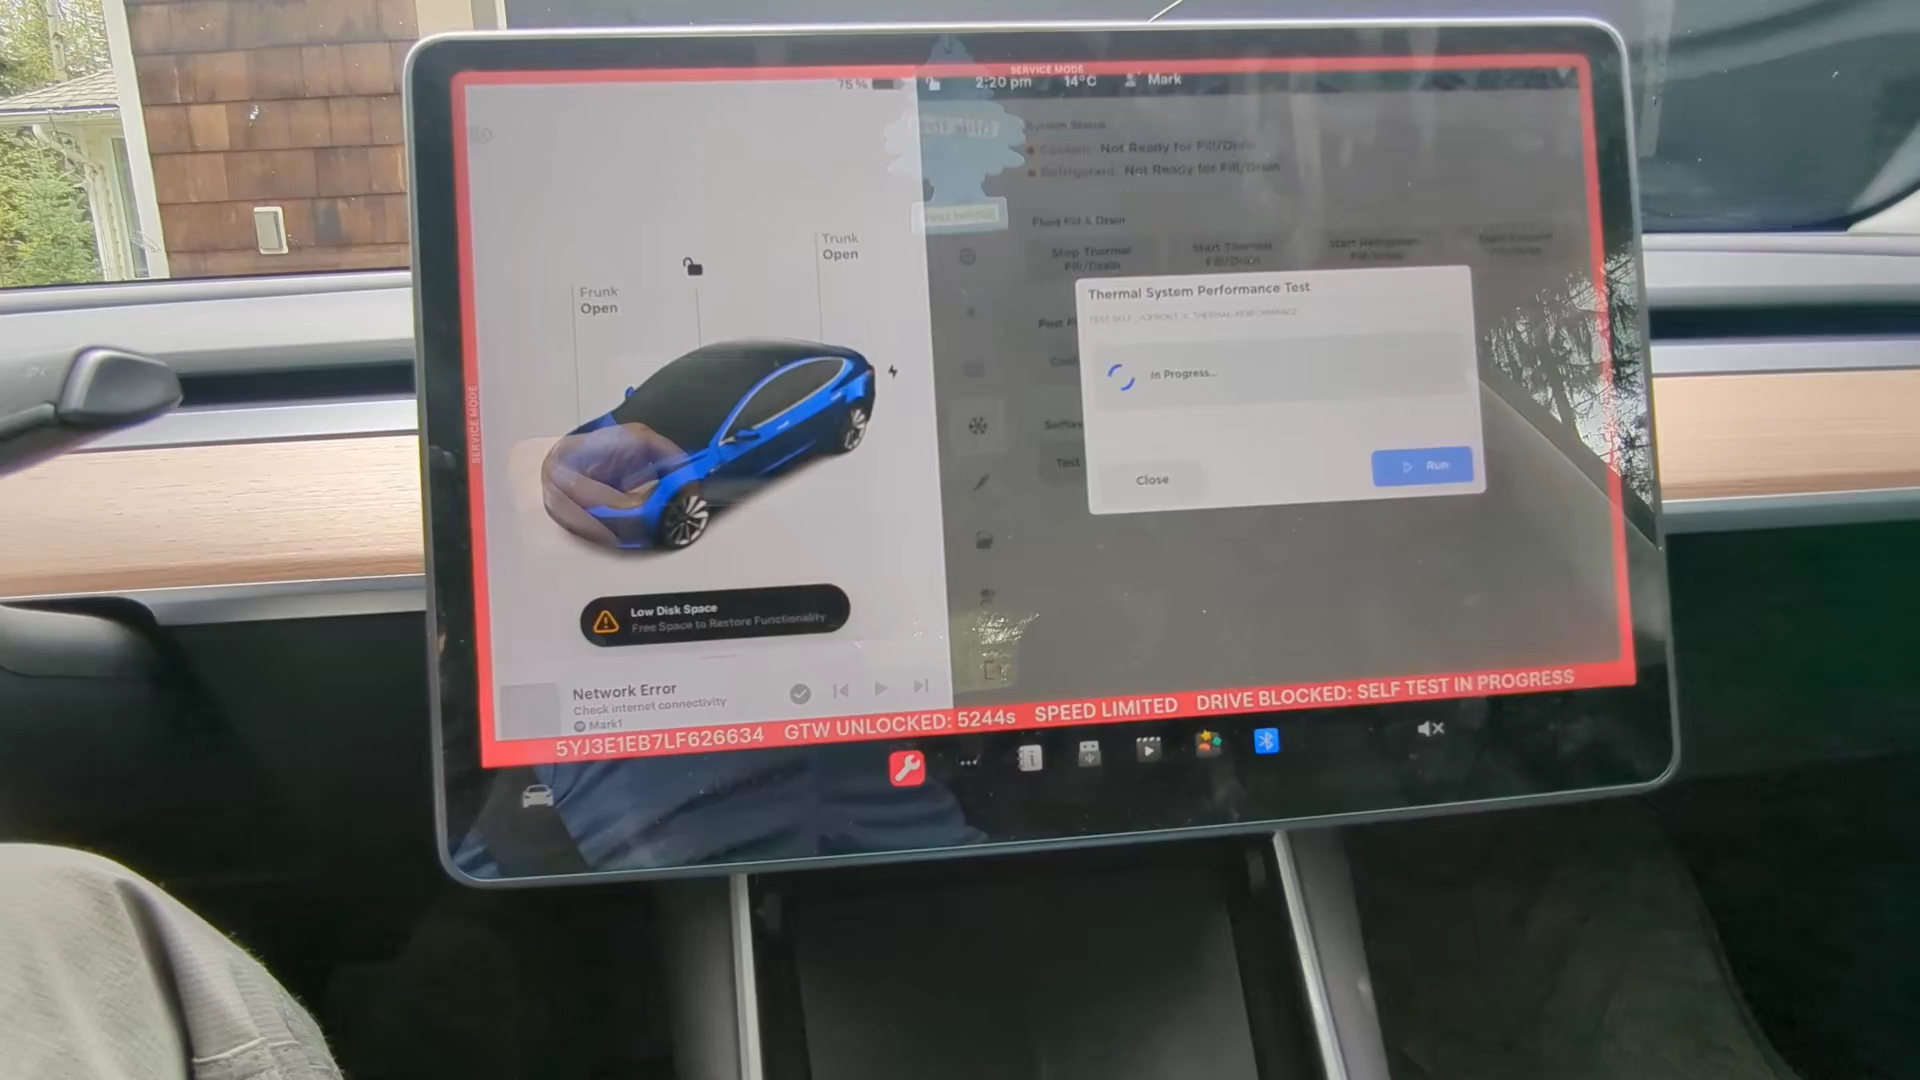 SERVICE MODE
75 %
2:20 pm
14°C
Mark
Not Ready for Fill/Drain
Refrigerant: Not Ready for Fill/Drain
Fluid Fill & Drain
Stop Thermal
Fill/Drain
Start Thermal
Fill/Drain
Trunk
Open
Frunk
Open
Thermal System Performance Test
In Progress...
Test
Close
Run
SERVICE MODE
Low Disk Space
Free Space to Restore Functionality
Network Error
Check internet connectivity
Mark1
5YJ3E1EB7LF626634 GTW UNLOCKED: 5244s SPEED LIMITED DRIVE BLOCKED: SELF TEST IN PROGRESS